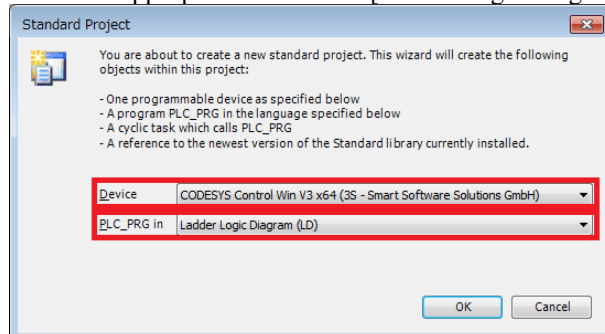 Standard Project
You are about to create a new standard project. This wizard will create the following
objects within this project:
- One programmable device as specified below
- A program PLC_PRG in the language specified below
- A cyclic task which calls PLC_PRG
- A reference to the newest version of the Standard library currently installed.
Device CODESYS Control Win V3 x64 (3S - Smart Software Solutions GmbH)
PLC_PRG in Ladder Logic Diagram (LD)
OK Cancel